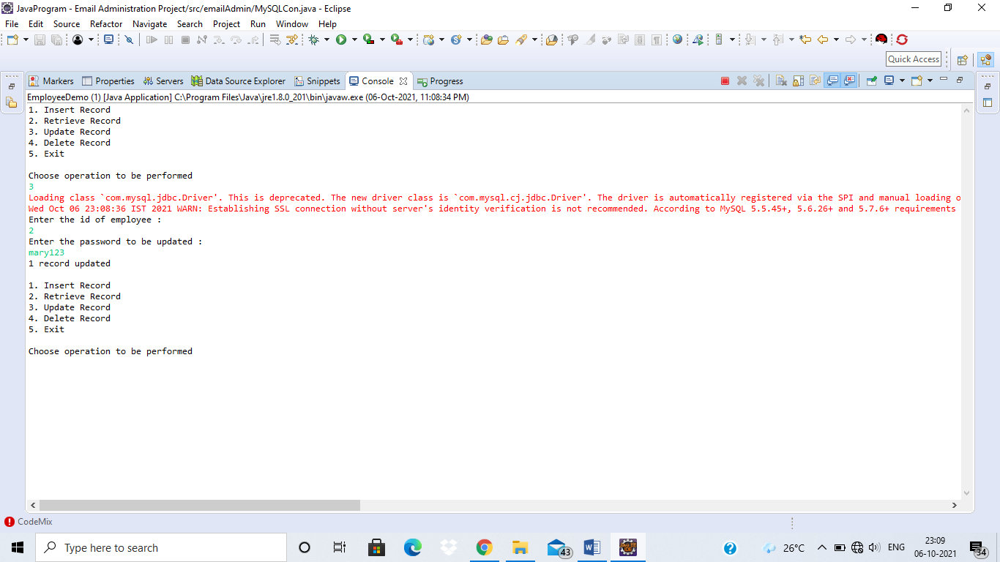 JavaProgram - Email Administration Project/src/emailAdmin/MySQLCon.java - Eclipse
File Edit Source Refactor Navigate Search Project Run Window Help
Quick Access
Markers Properties Servers Data Source Explorer Snippets Console Progress
EmployeeDemo (1) [Java Application] C:\Program Files\Java\jre1.8.0_201\bin\javaw.exe (06-Oct-2021, 11:08:34 PM)
1. Insert Record
2. Retrieve Record
3. Update Record
4. Delete Record
5. Exit
Choose operation to be performed
3
Loading class `com.mysql.jdbc.Driver'. This is deprecated. The new driver class is `com.mysql.cj.jdbc.Driver'. The driver is automatically registered via the SPI and manual loading o
Wed Oct 06 23:08:36 IST 2021 WARN: Establishing SSL connection without server's identity verification is not recommended. According to MySQL 5.5.45+, 5.6.26+ and 5.7.6+ requirements
Enter the id of employee :
2
Enter the password to be updated :
mary123
1 record updated
1. Insert Record
2. Retrieve Record
3. Update Record
4. Delete Record
5. Exit
Choose operation to be performed
CodeMix
Type here to search
43
26°C
ENG
23:09
06-10-2021
34